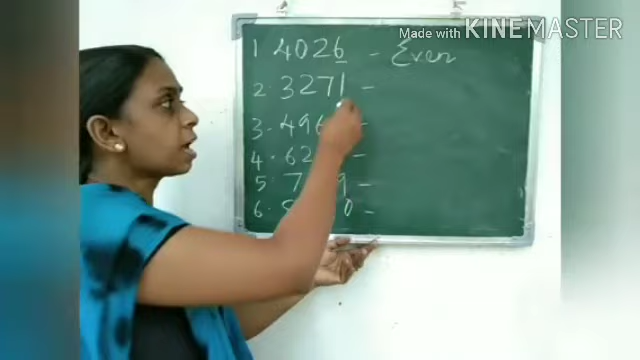 Made with KINEMASTER
1 4026 - Even
2. 3271 -
3. 496 -
4. 62 -
5. 7 9 -
6. 0 -